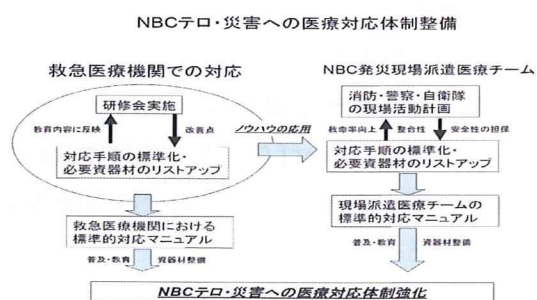 NBCテロ・災害への医療対応体制整備
救急医療機関での対応
NBC発災現場派遣医療チーム
研修会実施
教育内容に反映
改善点
対応手順の標準化・
必要資器材のリストアップ
ノウハウの応用
消防・警察・自衛隊
の現場活動計画
救命率向上
整合性
安全性の担保
対応手順の標準化・
必要資器材のリストアップ
救急医療機関における
標準的対応マニュアル
現場派遣医療チームの
標準的対応マニュアル
普及・教育
資器材整備
普及・教育
資器材整備
NBCテロ・災害への医療対応体制強化